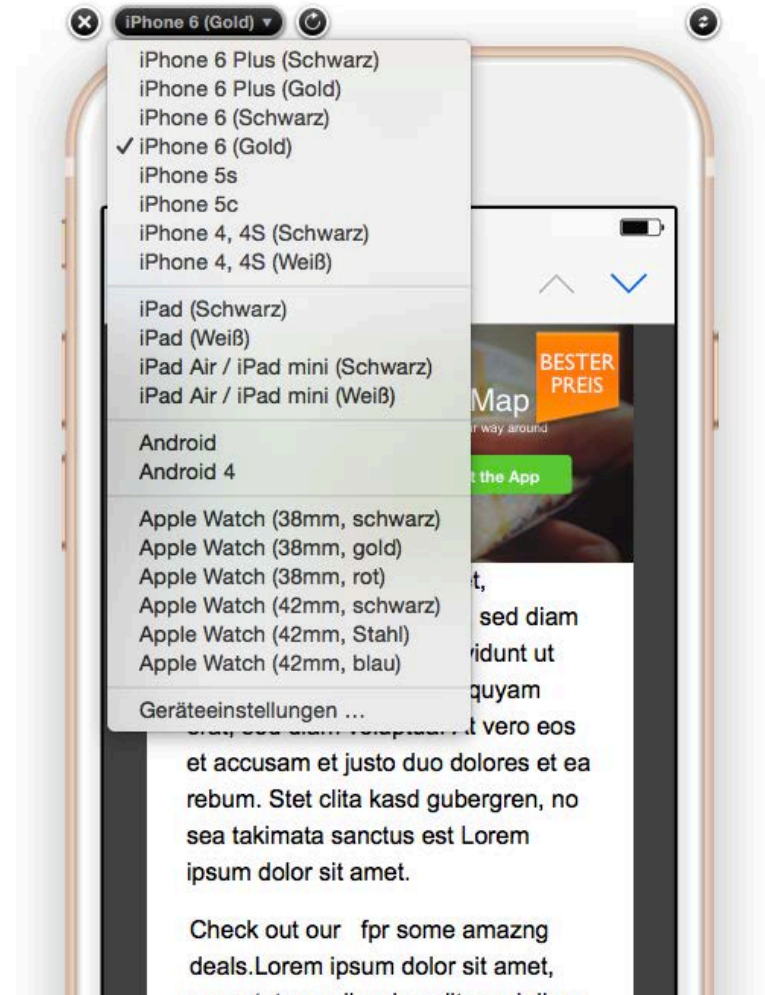 iPhone 6 (Gold)
iPhone 6 Plus (Schwarz)
iPhone 6 Plus (Gold)
iPhone 6 (Schwarz)
iPhone 6 (Gold)
iPhone 5s
iPhone 5c
iPhone 4, 4S (Schwarz)
iPhone 4, 4S (Weiß)
iPad (Schwarz)
iPad (Weiß)
iPad Air / iPad mini (Schwarz)
iPad Air / iPad mini (Weiß)
Android
Android 4
Apple Watch (38mm, schwarz)
Apple Watch (38mm, gold)
Apple Watch (38mm, rot)
Apple Watch (42mm, schwarz)
Apple Watch (42mm, Stahl)
Apple Watch (42mm, blau)
Geräteeinstellungen …
BESTER
PREIS
Map
way around
the App
sed diam
ut
vero eos
et accusam et justo duo dolores et ea
rebum. Stet clita kasd gubergren, no
sea takimata sanctus est Lorem
ipsum dolor sit amet.
Check out our fpr some amazng
deals.Lorem ipsum dolor sit amet,